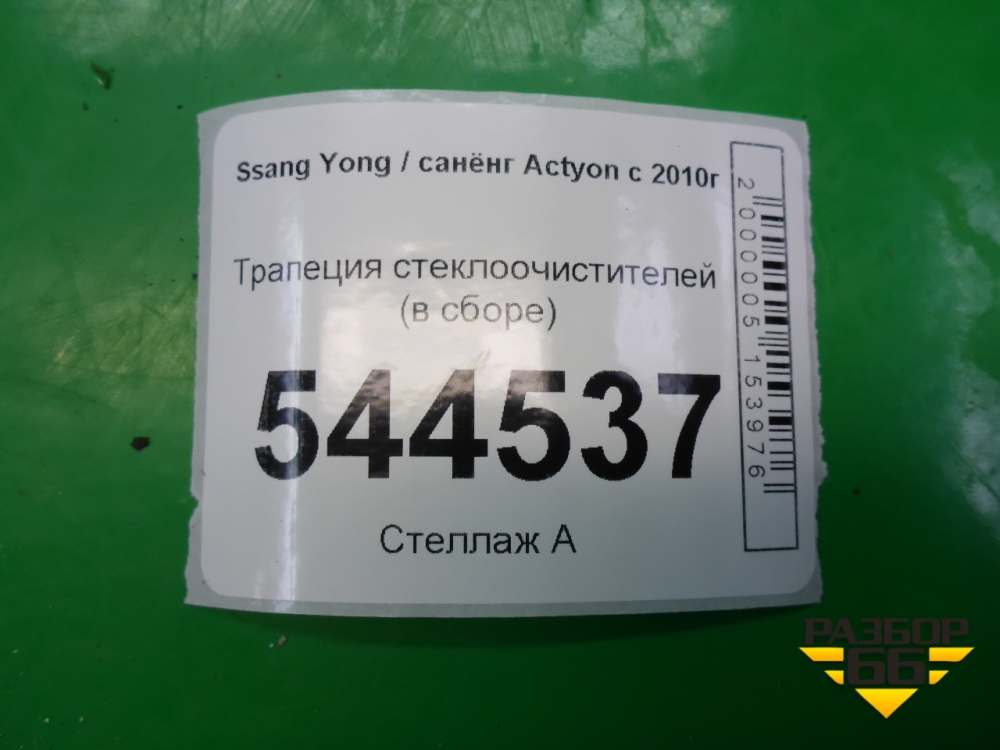 Ssang Yong / санёнг Actyon с 2010г
Трапеция стеклоочистителей
(в сборе)
544537
Стеллаж А
2000005153976
РАЗБОР
66